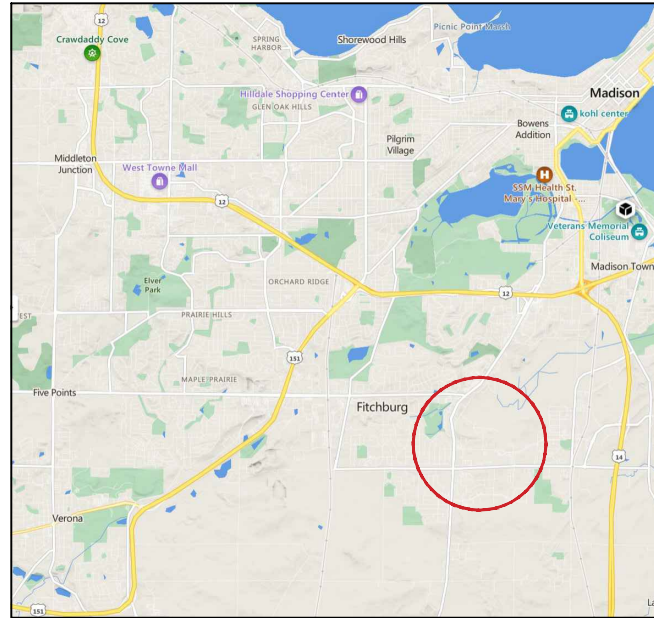 12
Crawdaddy Cove
SPRING
HARBOR
Shorewood Hills
Picnic Point Marsh
Hilldale Shopping Center
GLEN OAK HILLS
Madison
kohl center
Bowens
Addition
Pilgrim
Village
Middleton
Junction
West Towne Mall
12
SSM Health St.
Mary's Hospital -...
Veterans Memorial
Coliseum
Madison Town
Elver
Park
ORCHARD RIDGE
12
EST
PRAIRIE HILLS
151
MAPLE PRAIRIE
Five Points
Fitchburg
14
Verona
151
La